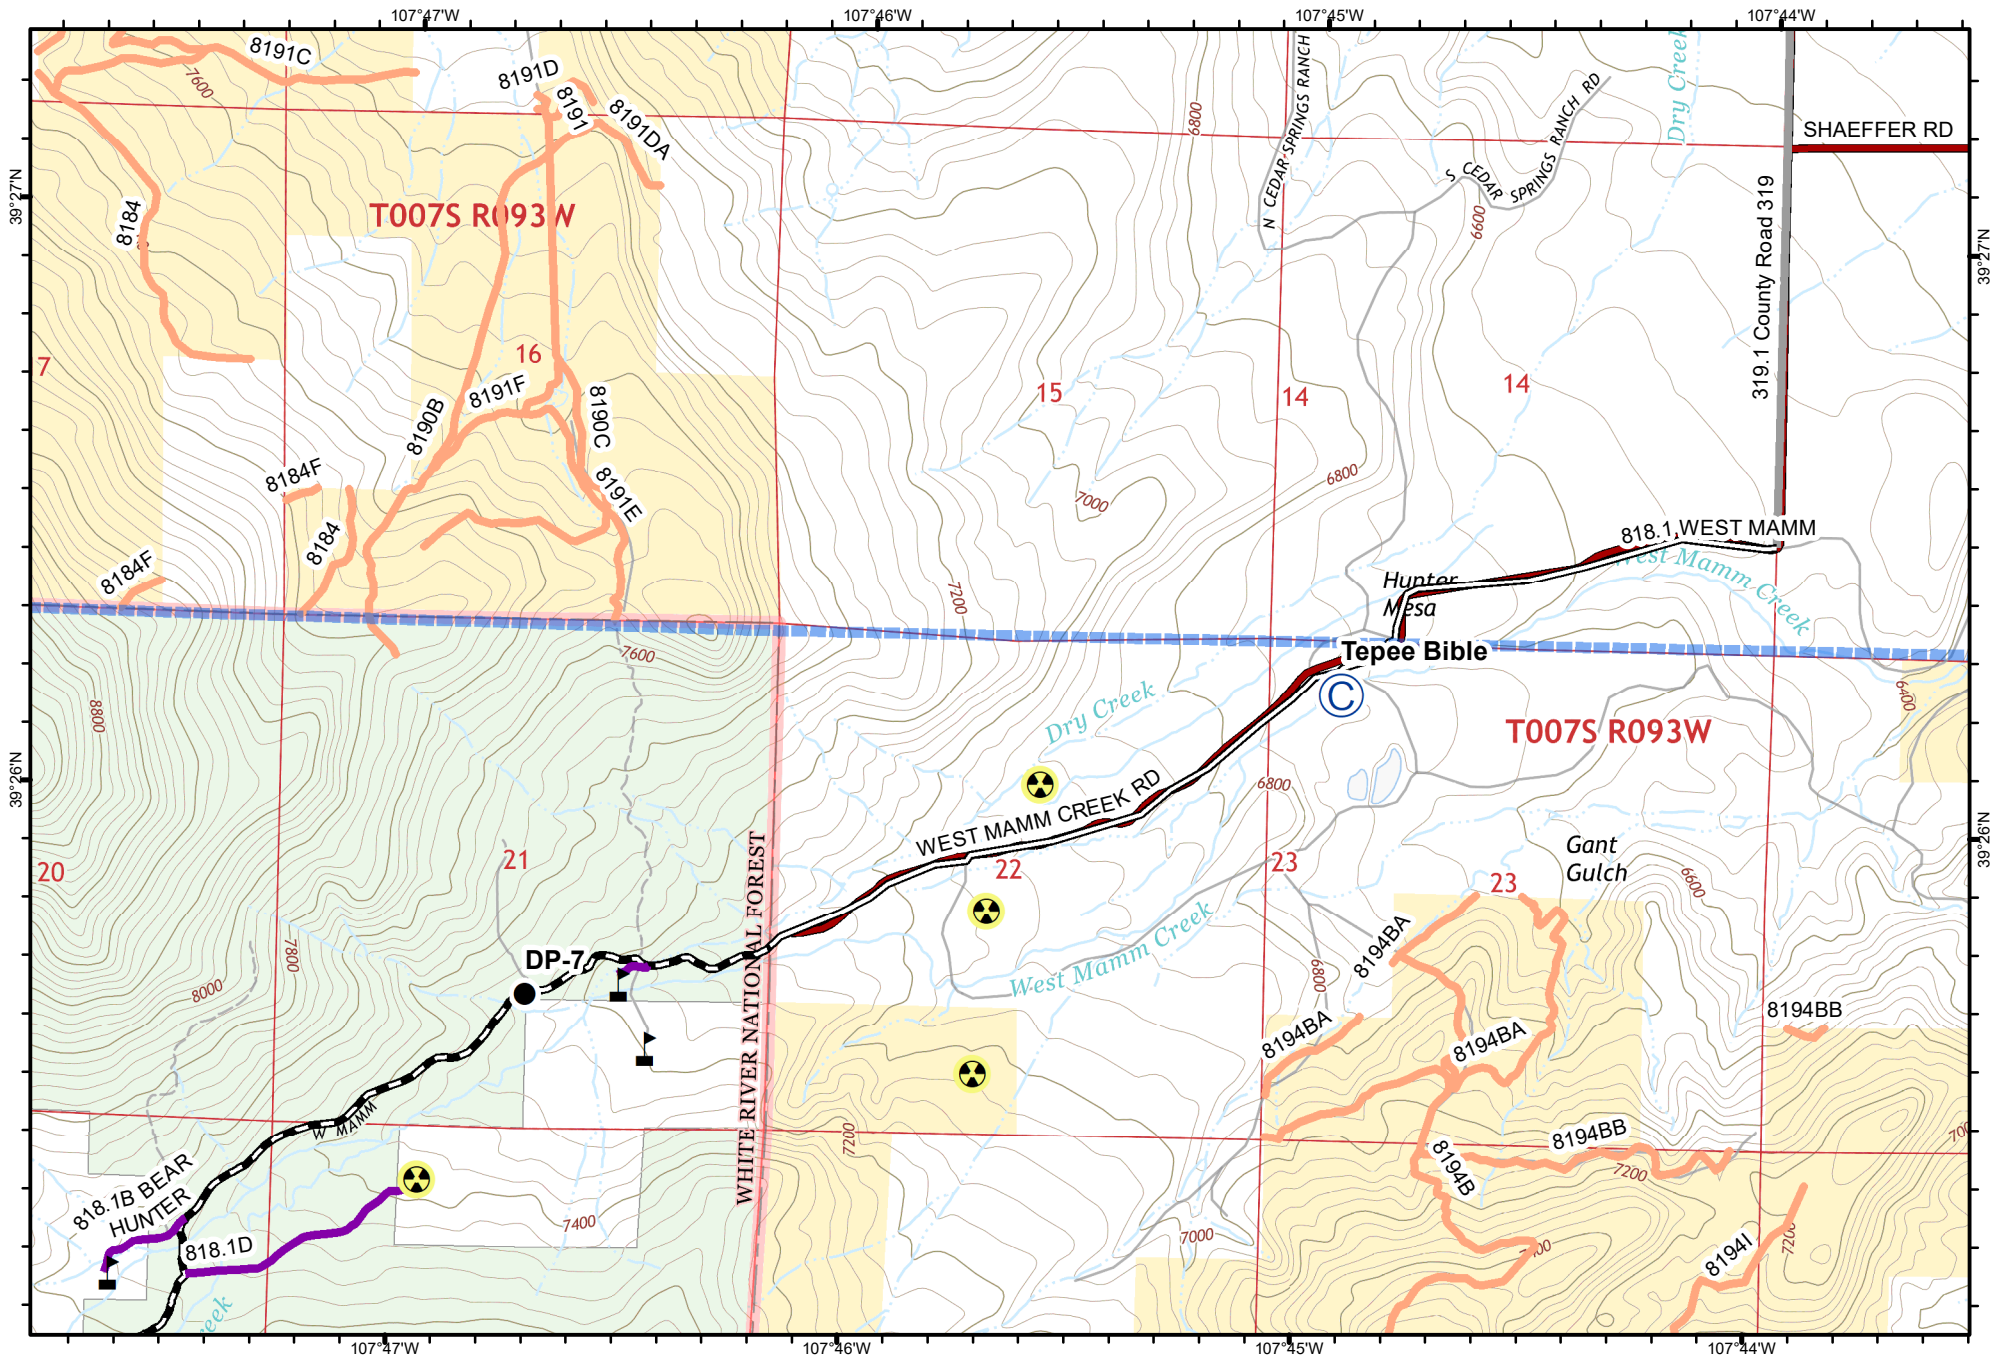 107°47'W
107°46'W
107°45'W
107°44'W
8191C
7600
8191D
8191
8191DA
6800
N CEDAR SPRINGS RANCH
S CEDAR SPRINGS RANCH RD
Dry Creek
SHAEFFER RD
39°27'N
8184
T007S R093W
6600
39°27'N
319.1 County Road 319
7
16
15
14
14
8191F
8190B
8190C
8184F
8191E
6800
7000
8184
8184F
818.1 WEST MAMM
West Mamm Creek
Hunter
Mesa
7200
7600
Tepee Bible
C
8800
Dry Creek
6400
T007S R093W
39°26'N
6800
WEST MAMM CREEK RD
39°26'N
20
21
22
23
23
Gant
Gulch
6600
WHITE RIVER NATIONAL FOREST
West Mamm Creek
8194BA
DP-7
7800
8000
6800
8194BB
8194BA
8194BA
W MAMM
7200
8194BB
8194B
7200
818.1B BEAR
HUNTER
818.1D
7400
7000
8194I
7200
107°47'W
107°46'W
107°45'W
107°44'W